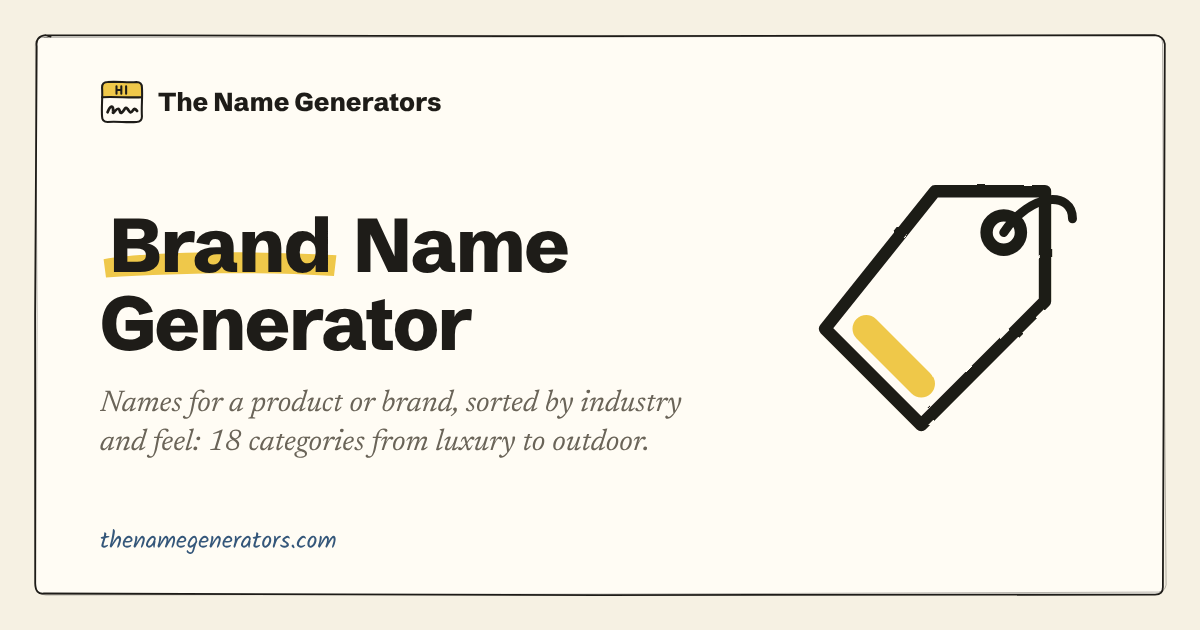 HI
The Name Generators
Brand Name
Generator
Names for a product or brand, sorted by industry
and feel: 18 categories from luxury to outdoor.
thenamegenerators.com